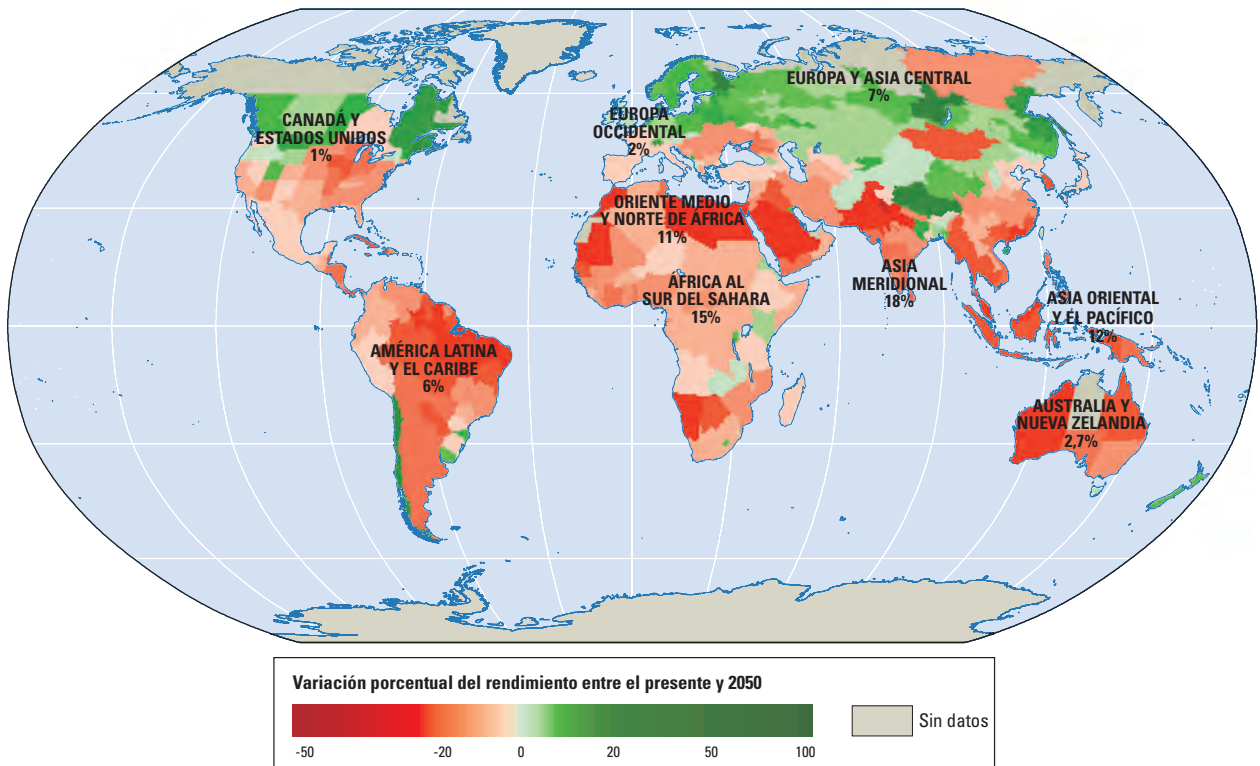 EUROPA Y ASIA CENTRAL
7%
CANADÁ Y
ESTADOS UNIDOS
1%
EUROPA
OCCIDENTAL
2%
ORIENTE MEDIO
Y NORTE DE ÁFRICA
11%
ÁFRICA AL
SUR DEL SAHARA
15%
ASIA
MERIDIONAL
18%
ASIA ORIENTAL
Y EL PACÍFICO
12%
AMÉRICA LATINA
Y EL CARIBE
6%
AUSTRALIA Y
NUEVA ZELANDIA
2,7%
Variación porcentual del rendimiento entre el presente y 2050
-50 -20 0 20 50 100
Sin datos